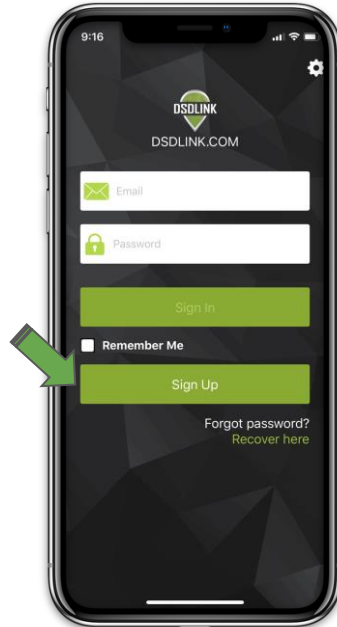 9:16
DSDLINK
DSDLINK.COM
Email
Password
Sign In
Remember Me
Sign Up
Forgot password?
Recover here